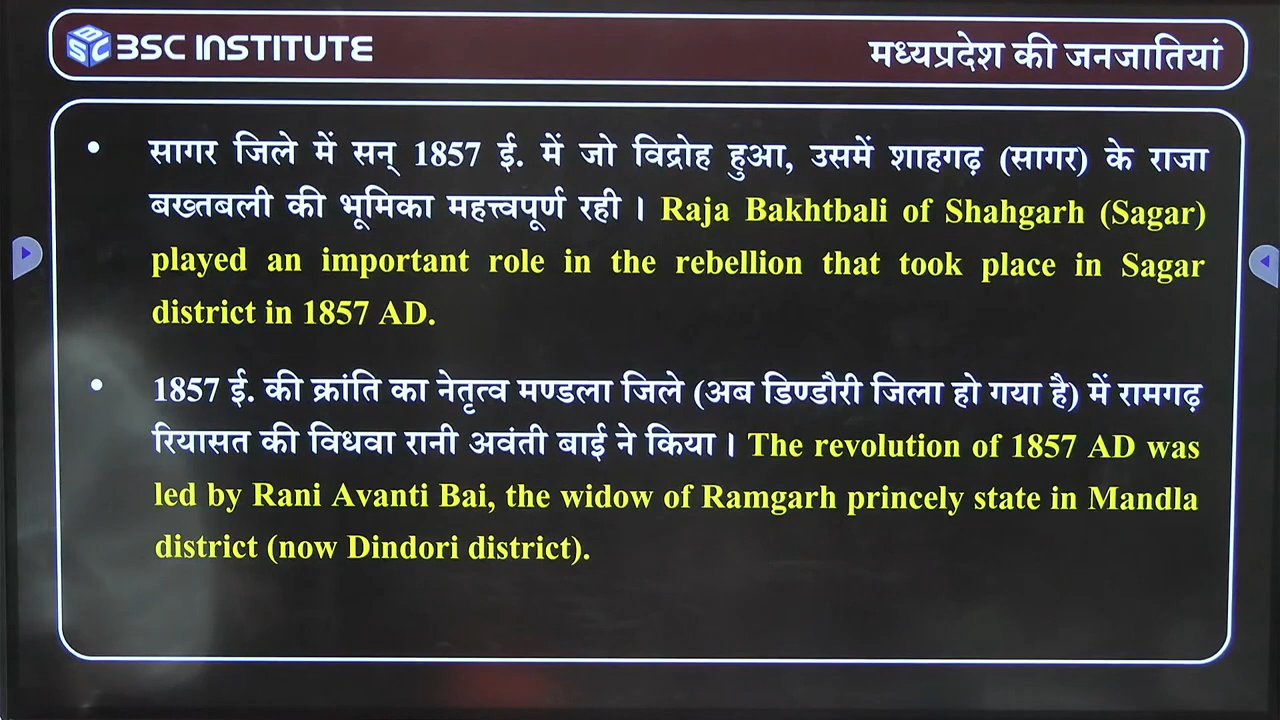 BSC INSTITUTE
मध्यप्रदेश की जनजातियां
• सागर जिले में सन् 1857 ई. में जो विद्रोह हुआ, उसमें शाहगढ़ (सागर) के राजा
बख्तबली की भूमिका महत्त्वपूर्ण रही । Raja Bakhtbali of Shahgarh (Sagar)
played an important role in the rebellion that took place in Sagar
district in 1857 AD.
• 1857 ई. की क्रांति का नेतृत्व मण्डला जिले (अब डिण्डौरी जिला हो गया है) में रामगढ़
रियासत की विधवा रानी अवंती बाई ने किया । The revolution of 1857 AD was
led by Rani Avanti Bai, the widow of Ramgarh princely state in Mandla
district (now Dindori district).